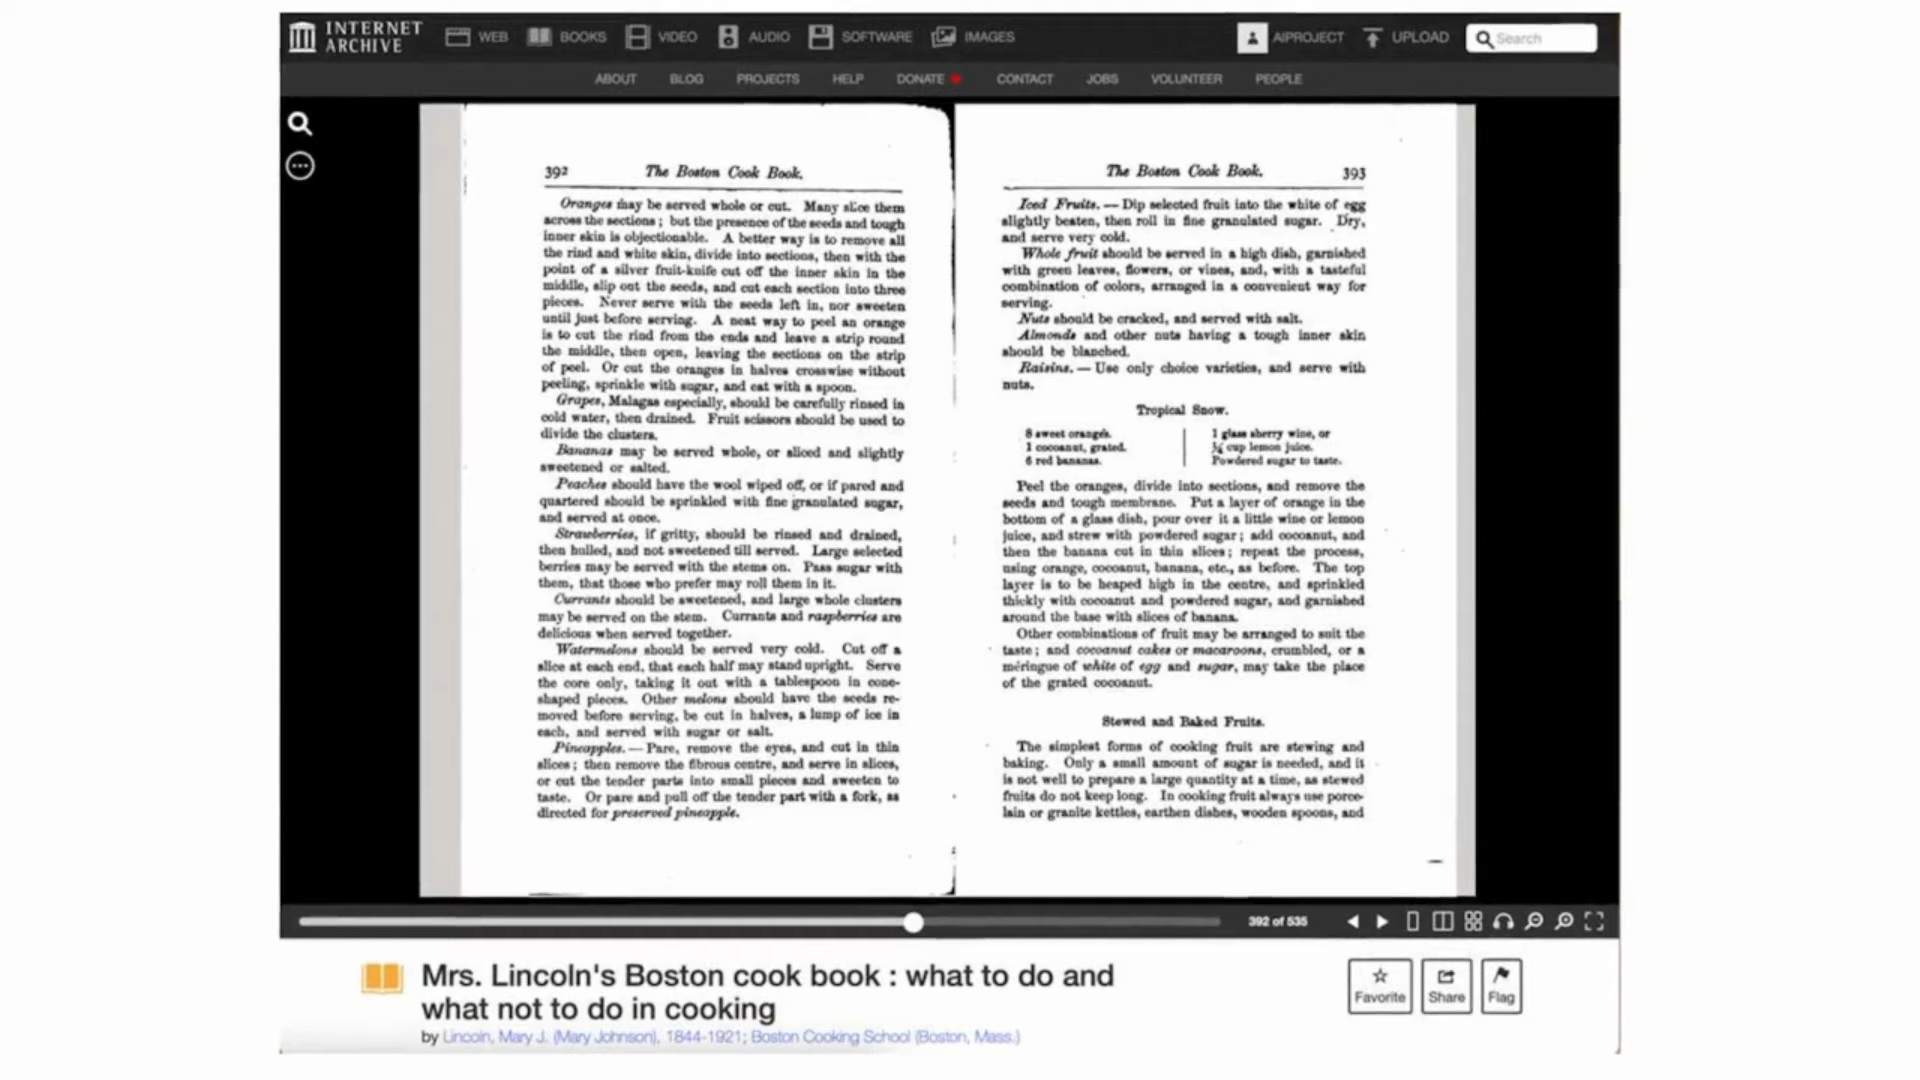 INTERNET ARCHIVE
WEB BOOKS VIDEO AUDIO SOFTWARE IMAGES
AIPROJECT UPLOAD Search
ABOUT BLOG PROJECTS HELP DONATE CONTACT JOBS VOLUNTEER PEOPLE
392 The Boston Cook Book.
Oranges may be served whole or cut. Many slice them
across the sections; but the presence of the seeds and tough
inner skin is objectionable. A better way is to remove all
the rind and white skin, divide into sections, then with the
point of a silver fruit-knife cut off the inner skin in the
middle, slip out the seeds, and cut each section into three
pieces. Never serve with the seeds left in, nor sweeten
until just before serving. A neat way to peel an orange
is to cut the rind from the ends and leave a strip round
the middle, then open, leaving the sections on the strip
of peel. Or cut the oranges in halves crosswise without
peeling, sprinkle with sugar, and eat with a spoon.
Grapes, Malagas especially, should be carefully rinsed in
cold water, then drained. Fruit scissors should be used to
divide the clusters.
Bananas may be served whole, or sliced and slightly
sweetened or salted.
Peaches should have the wool wiped off, or if pared and
quartered should be sprinkled with fine granulated sugar,
and served at once.
Strawberries, if gritty, should be rinsed and drained,
then hulled, and not sweetened till served. Large selected
berries may be served with the stems on. Pass sugar with
them, that those who prefer may roll them in it.
Currants should be sweetened, and large whole clusters
may be served on the stem. Currants and raspberries are
delicious when served together.
Watermelons should be served very cold. Cut off a
slice at each end, that each half may stand upright. Serve
the core only, taking it out with a tablespoon in cone-
shaped pieces. Other melons should have the seeds re-
moved before serving, be cut in halves, a lump of ice in
each, and served with sugar or salt.
Pineapples.—Pare, remove the eyes, and cut in thin
slices; then remove the fibrous centre, and serve in slices,
or cut the tender parts into small pieces and sweeten to
taste. Or pare and pull off the tender part with a fork, as
directed for preserved pineapple.
The Boston Cook Book. 393
Iced Fruits.—Dip selected fruit into the white of egg
slightly beaten, then roll in fine granulated sugar. Dry,
and serve very cold.
Whole fruit should be served in a high dish, garnished
with green leaves, flowers, or vines, and, with a tasteful
combination of colors, arranged in a convenient way for
serving.
Nuts should be cracked, and served with salt.
Almonds and other nuts having a tough inner skin
should be blanched.
Raisins.—Use only choice varieties, and serve with
nuts.
Tropical Snow.
8 sweet oranges.
1 cocoanut, grated.
6 red bananas.
1 glass sherry wine, or
¼ cup lemon juice.
Powdered sugar to taste.
Peel the oranges, divide into sections, and remove the
seeds and tough membrane. Put a layer of orange in the
bottom of a glass dish, pour over it a little wine or lemon
juice, and strew with powdered sugar; add cocoanut, and
then the banana cut in thin slices; repeat the process,
using orange, cocoanut, banana, etc., as before. The top
layer is to be heaped high in the centre, and sprinkled
thickly with cocoanut and powdered sugar, and garnished
around the base with slices of banana.
Other combinations of fruit may be arranged to suit the
taste; and cocoanut cakes or macaroons, crumbled, or a
méringue of white of egg and sugar, may take the place
of the grated cocoanut.
Stewed and Baked Fruits.
The simplest forms of cooking fruit are stewing and
baking. Only a small amount of sugar is needed, and it
is not well to prepare a large quantity at a time, as stewed
fruits do not keep long. In cooking fruit always use porce-
lain or granite kettles, earthen dishes, wooden spoons, and
392 of 535
Mrs. Lincoln's Boston cook book : what to do and
what not to do in cooking
by Lincoln, Mary J. (Mary Johnson), 1844-1921; Boston Cooking School (Boston, Mass.)
Favorite Share Flag